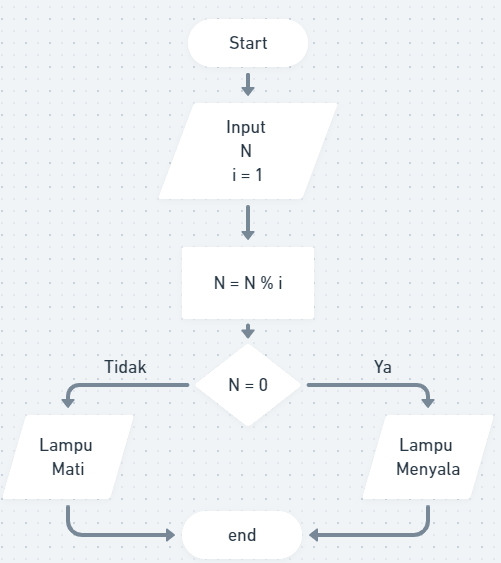 Start
Input
N
i = 1
N = N % i
Tidak
Ya
N = 0
Lampu
Mati
Lampu
Menyala
end